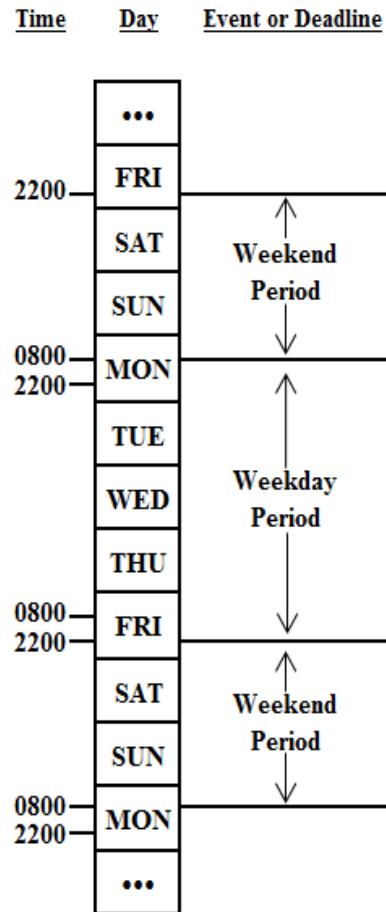 Time Day Event or Deadline
•••
FRI
2200
SAT
Weekend
Period
SUN
0800
MON
2200
TUE
WED
Weekday
Period
THU
0800
FRI
2200
SAT
Weekend
Period
SUN
0800
MON
2200
•••